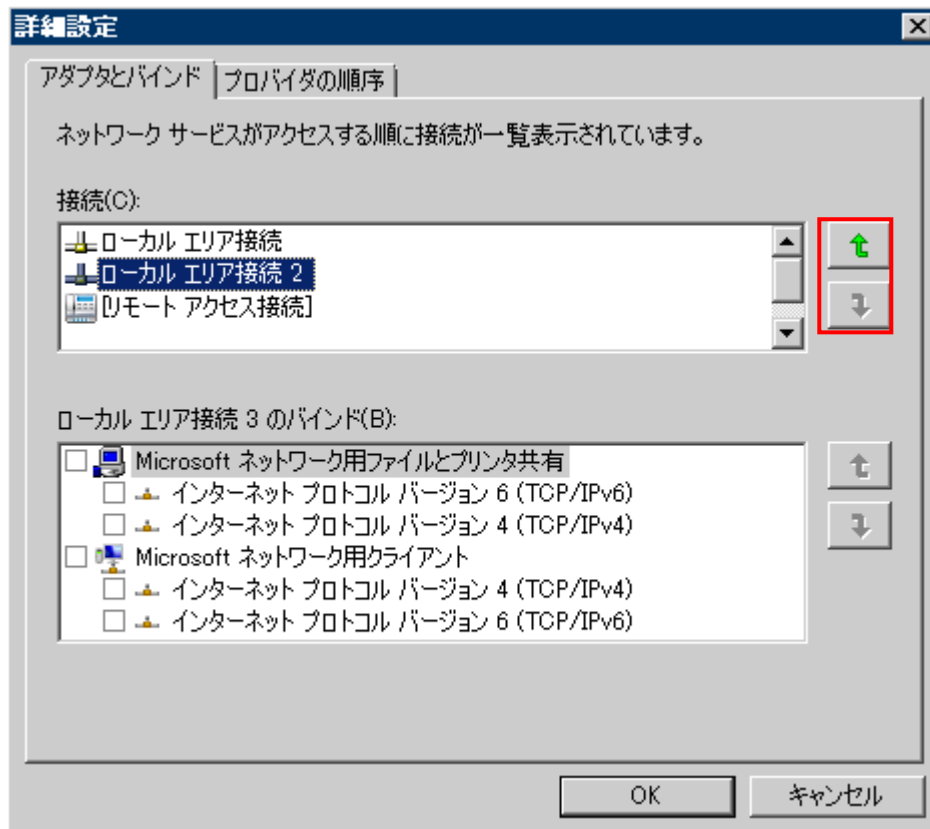 詳細設定
アダプタとバインド
プロバイダの順序
ネットワーク サービスがアクセスする順に接続が一覧表示されています。
接続(C):
ローカル エリア接続
ローカル エリア接続 2
[リモート アクセス接続]
ローカル エリア接続 3 のバインド(B):
Microsoft ネットワーク用ファイルとプリンタ共有
インターネット プロトコル バージョン 6 (TCP/IPv6)
インターネット プロトコル バージョン 4 (TCP/IPv4)
Microsoft ネットワーク用クライアント
インターネット プロトコル バージョン 4 (TCP/IPv4)
インターネット プロトコル バージョン 6 (TCP/IPv6)
OK
キャンセル